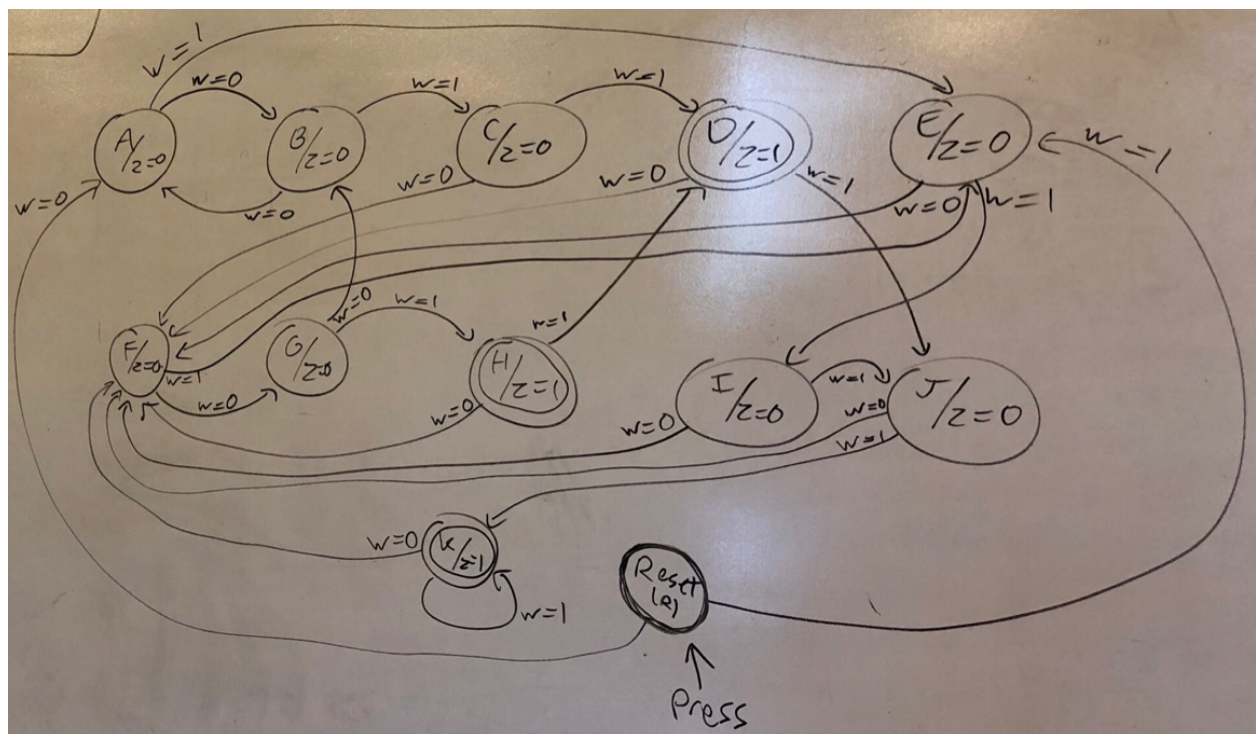 w=1
w=0
w=1
w=1
A/z=0
B/z=0
C/z=0
D/z=1
E/z=0
w=1
w=0
w=0
w=0
w=0
w=1
w=0
w=1
w=0
w=1
w=1
F/z=0
G/z=0
H/z=1
I/z=0
J/z=0
w=1
w=0
w=0
w=0
w=1
w=0
w=1
w=0
K/z=1
w=1
Reset
(R)
Press